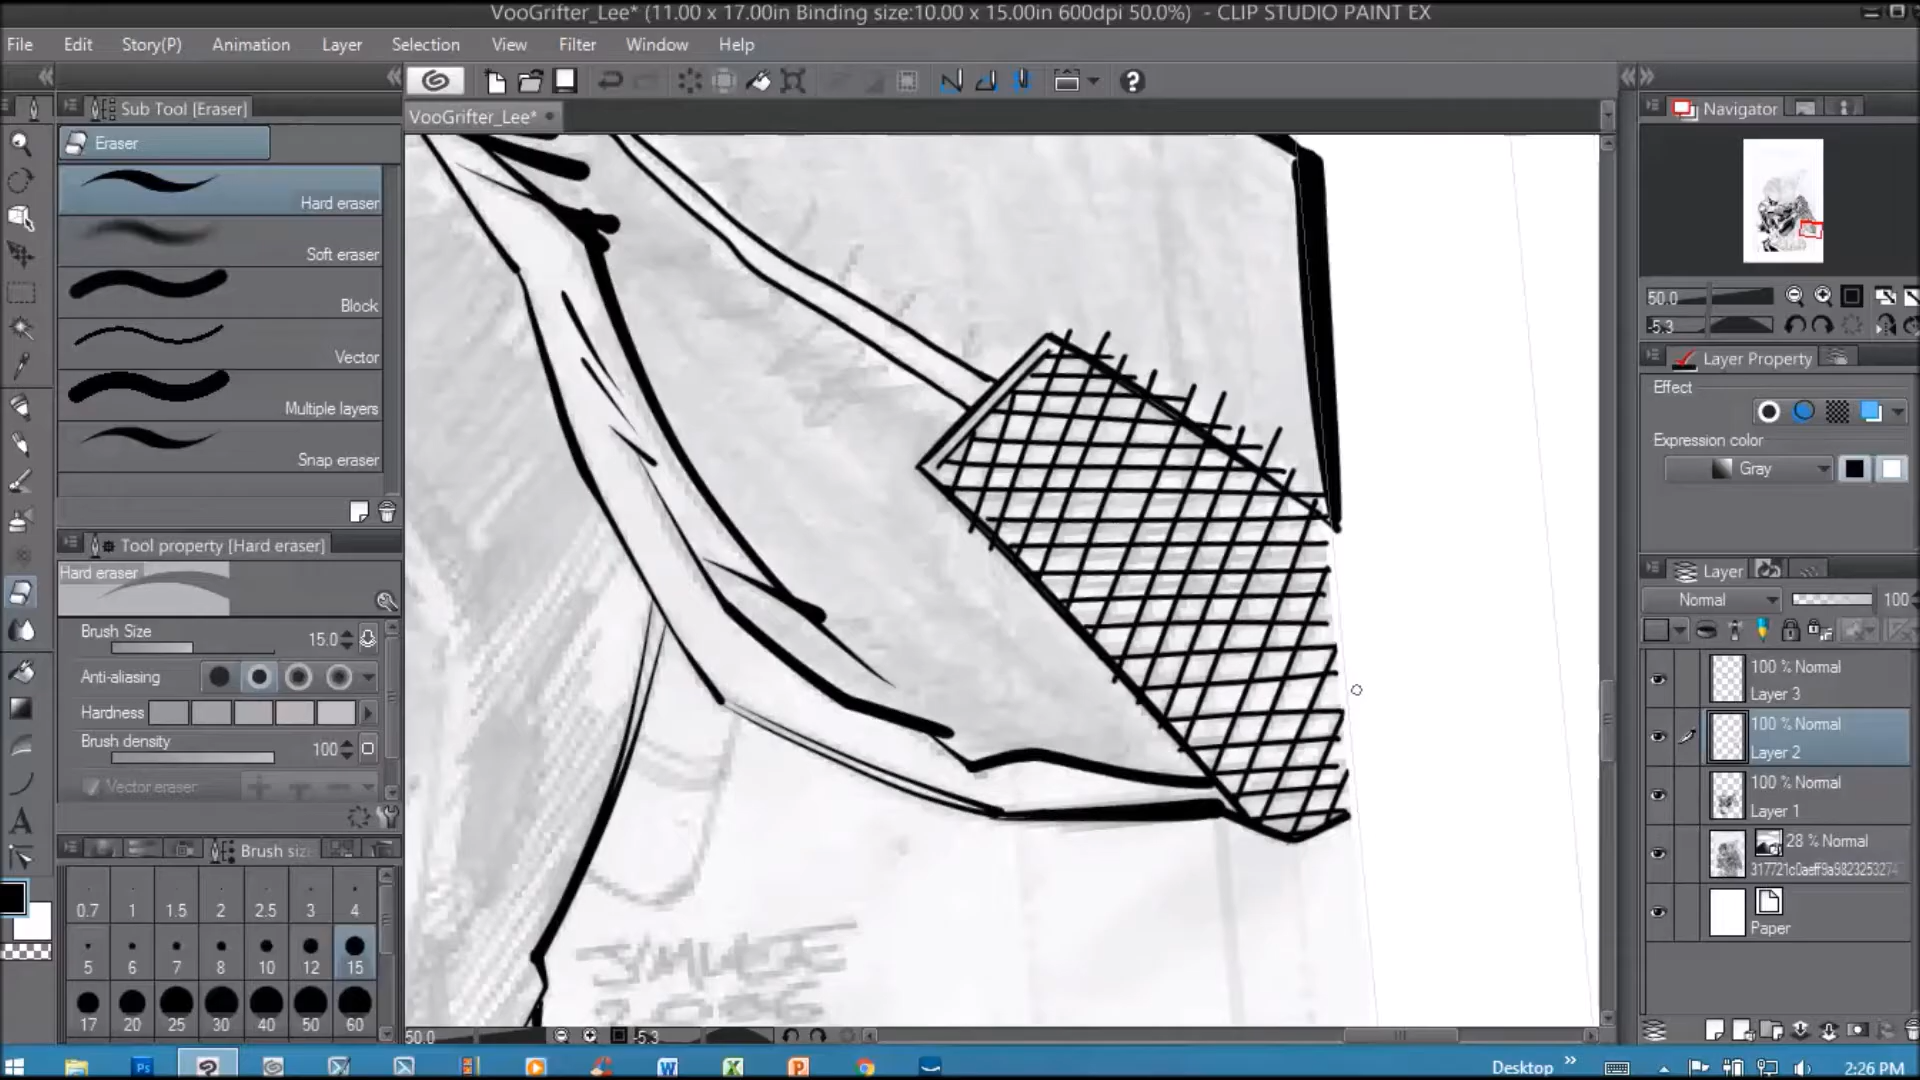 VooGrifter_Lee* (11.00 x 17.00in Binding size:10.00 x 15.00in 600dpi 50.0%) - CLIP STUDIO PAINT EX
File Edit Story(P) Animation Layer Selection View Filter Window Help
Sub Tool [Eraser]
Eraser
Hard eraser
Soft eraser
Block
Vector
Multiple layers
Snap eraser
Tool property [Hard eraser]
Hard eraser
Brush Size 15.0
Anti-aliasing
Hardness
Brush density 100
Vector eraser
Brush size
0.7 1 1.5 2 2.5 3 4
5 6 7 8 10 12 15
17 20 25 30 40 50 60
VooGrifter_Lee*
50.0 -5.3
Navigator
50.0
-5.3
Layer Property
Effect
Expression color
Gray
Layer
Normal 100
100 % Normal
Layer 3
100 % Normal
Layer 2
100 % Normal
Layer 1
28 % Normal
Paper
Desktop
2:26 PM